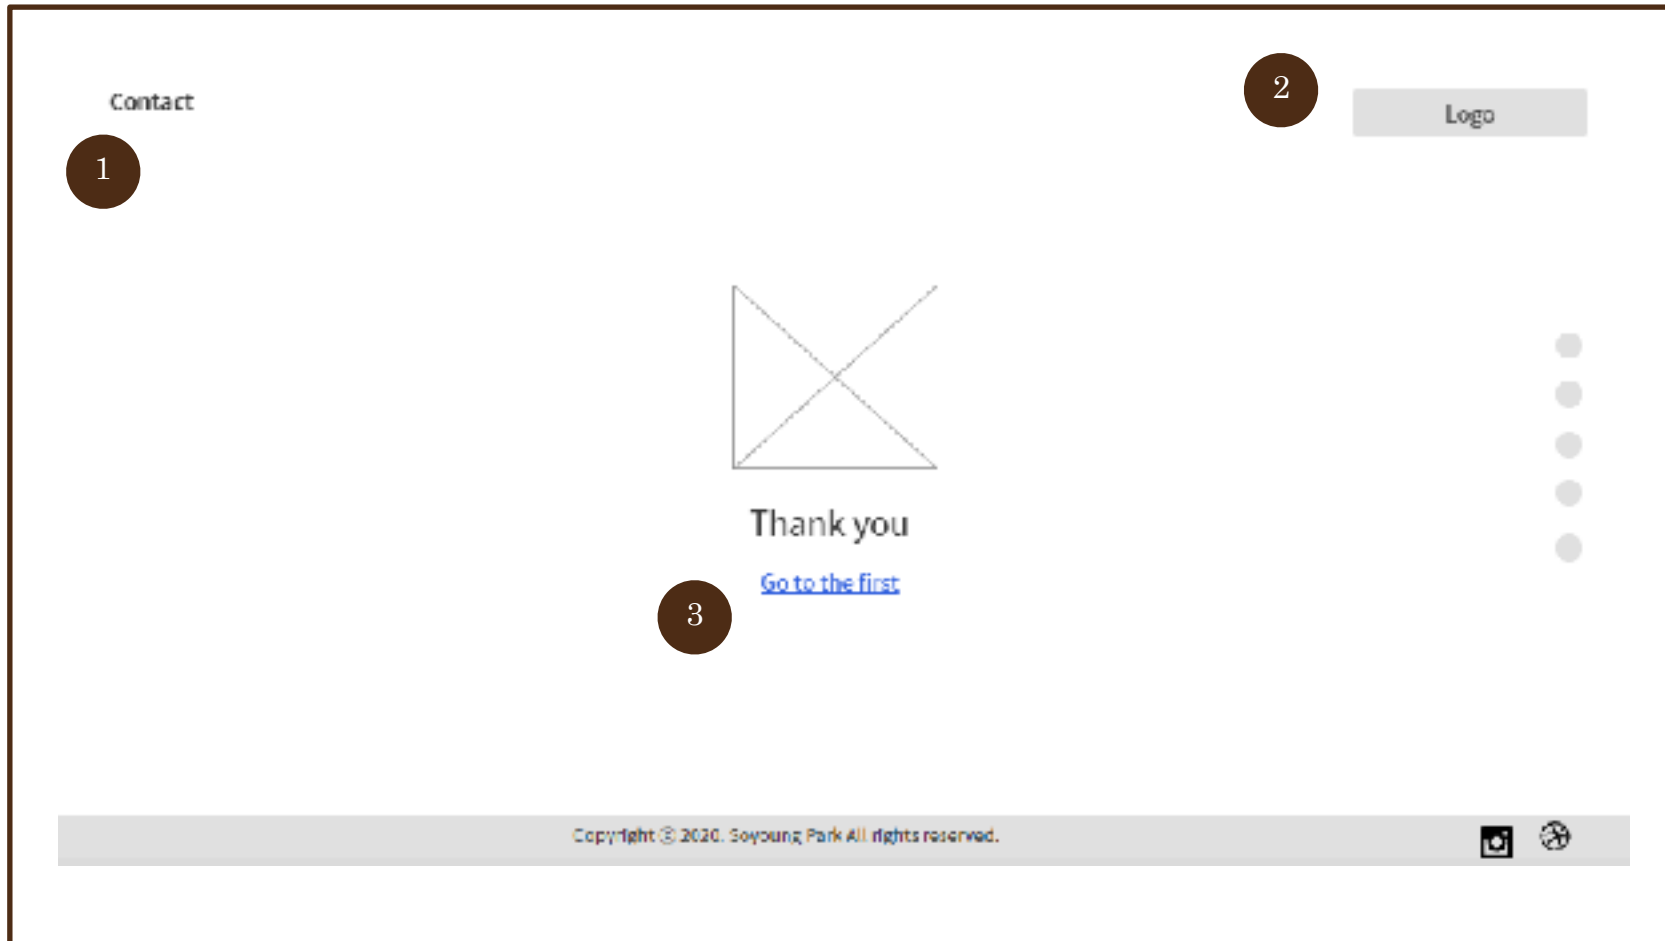 Contact
2
Logo
1
Thank you
Go to the first
3
Copyright ⓒ 2020. Soyoung Park All rights reserved.